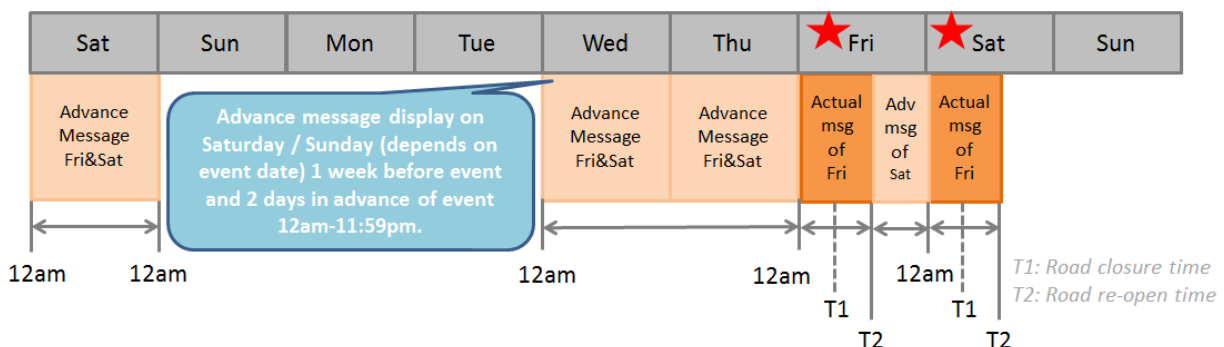 Sat Sun Mon Tue Wed Thu Fri Sat Sun
Advance
Message
Fri&Sat
Advance message display on
Saturday / Sunday (depends on
event date) 1 week before event
and 2 days in advance of event
12am-11:59pm.
Advance
Message
Fri&Sat
Advance
Message
Fri&Sat
Actual
msg
of
Fri
Adv
msg
of
Sat
Actual
msg
of
Fri
12am 12am 12am 12am 12am
T1 T1
T2 T2
T1: Road closure time
T2: Road re-open time